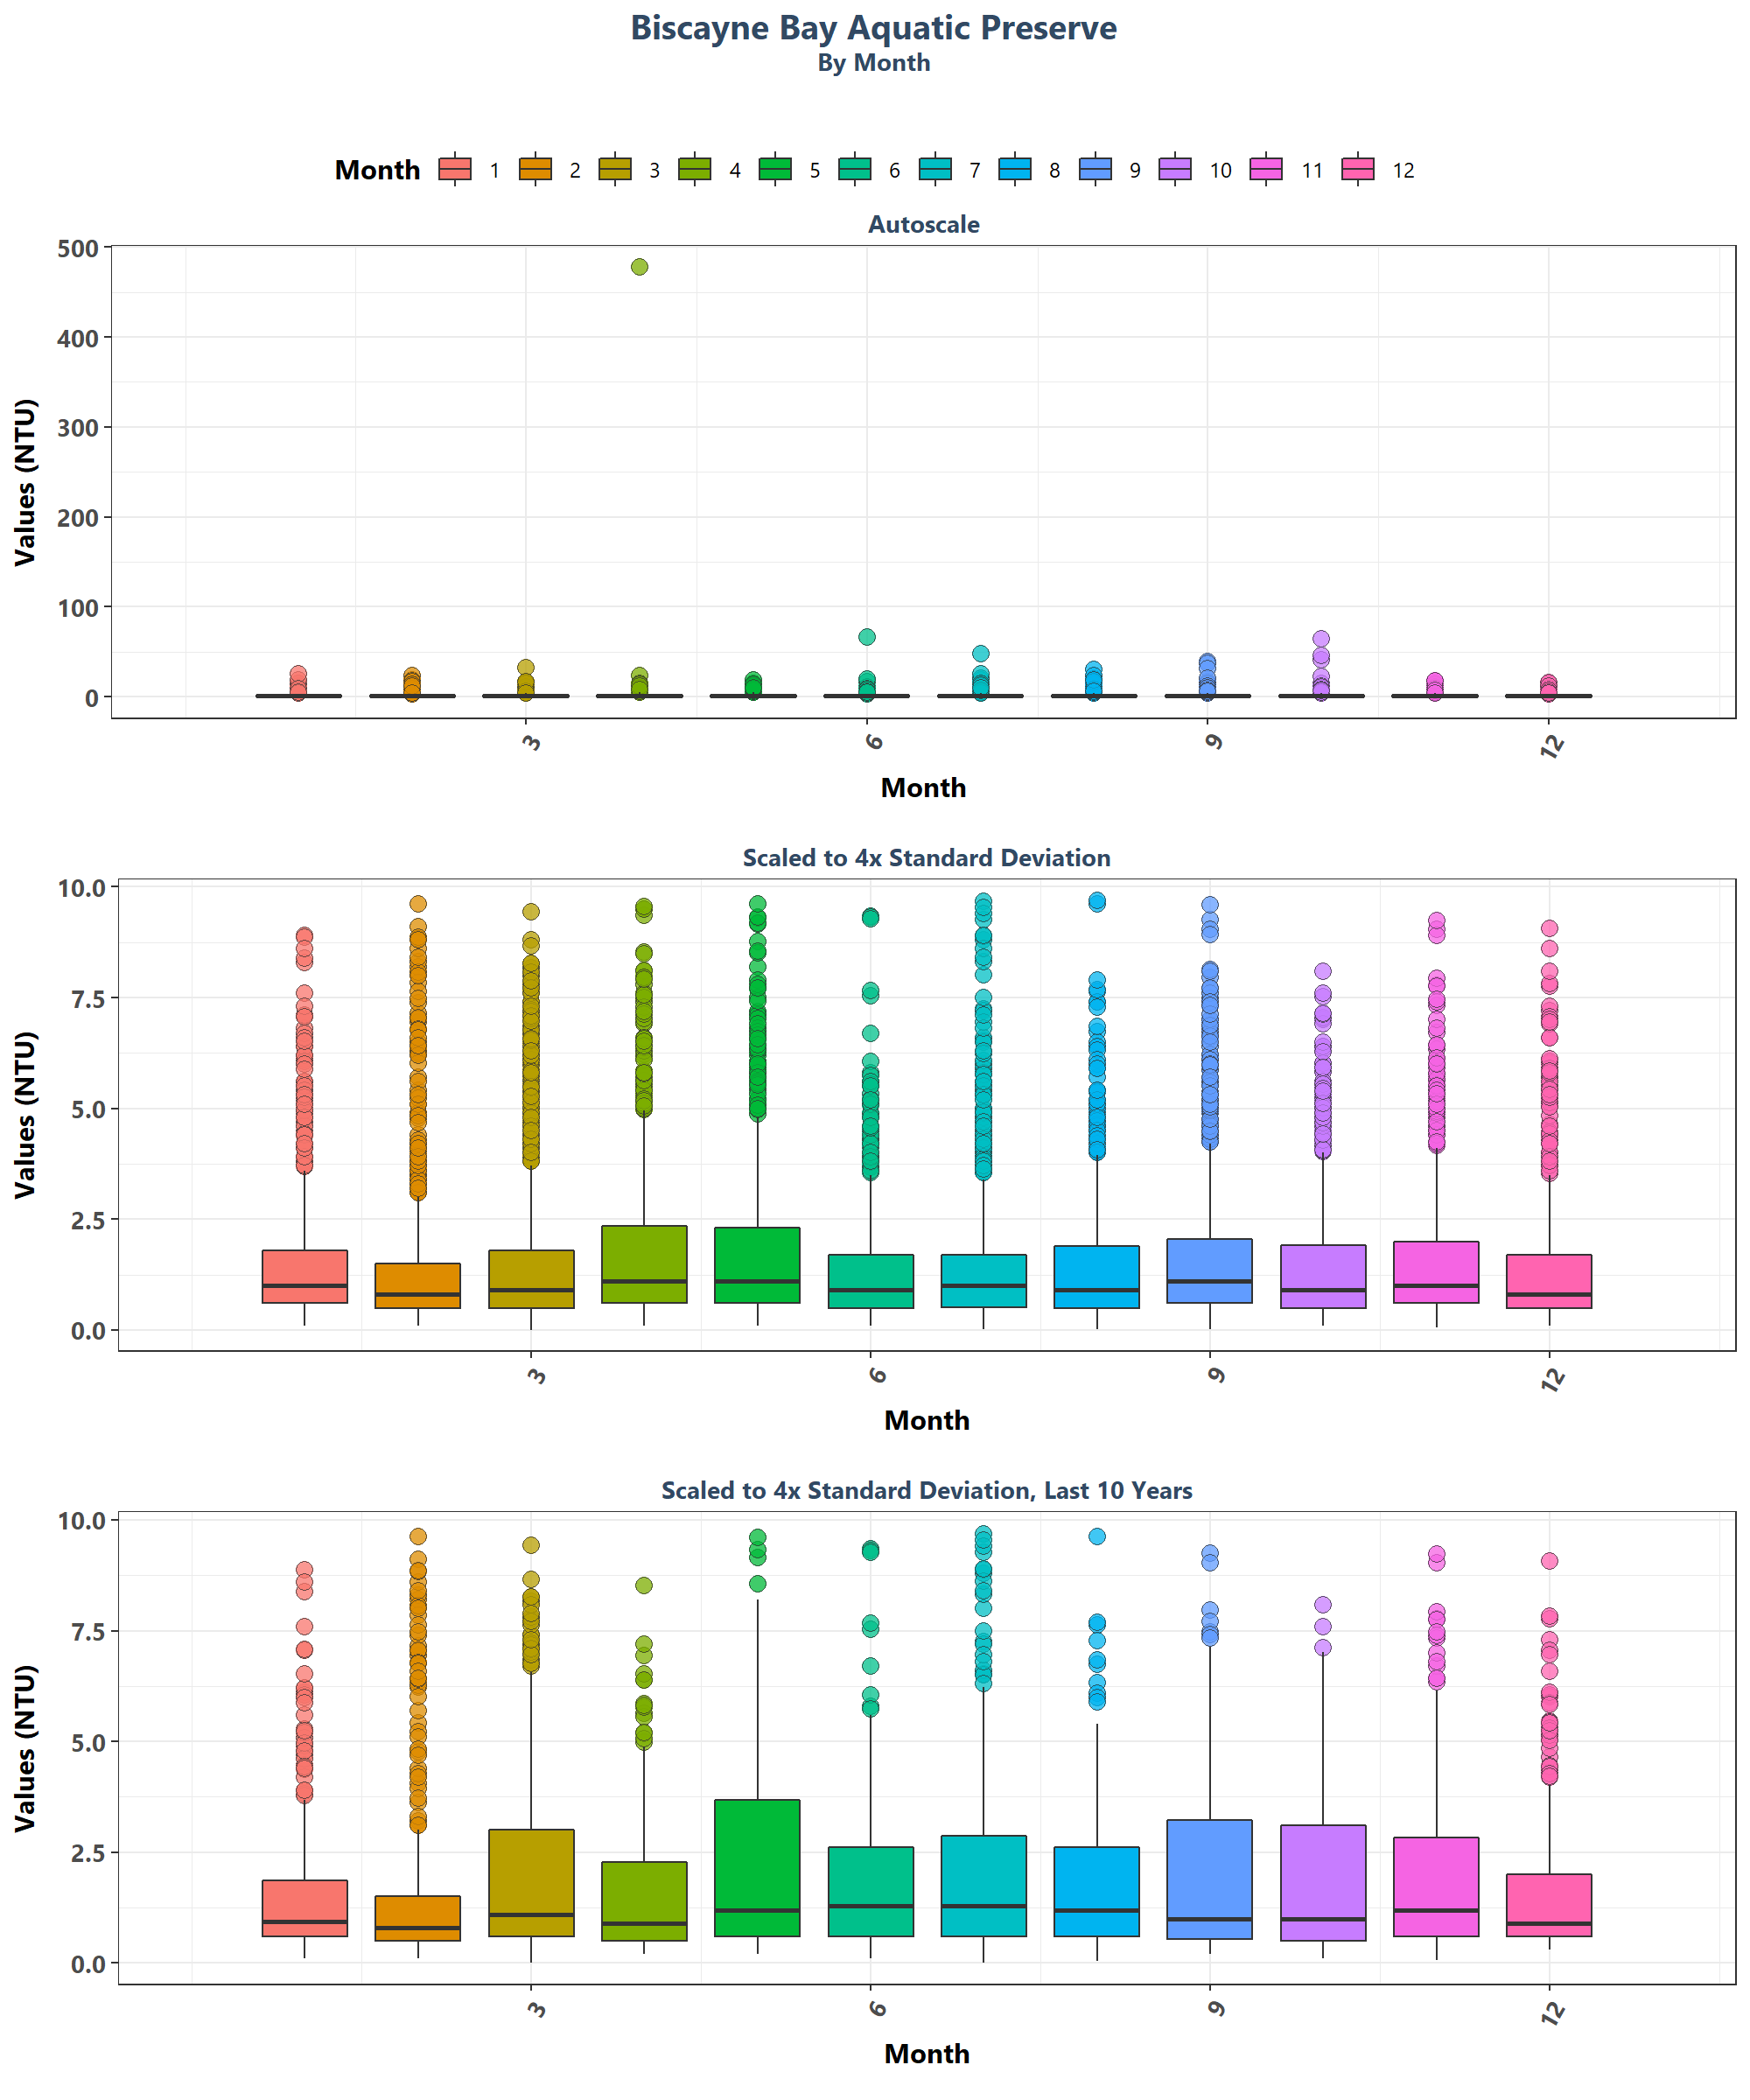 Biscayne Bay Aquatic Preserve
By Month
Month 1 2 3 4 5 6 7 8 9 10 11 12
Autoscale
Values (NTU)
500
400
300
200
100
0
3 6 9 12
Month
Scaled to 4x Standard Deviation
Values (NTU)
10.0
7.5
5.0
2.5
0.0
3 6 9 12
Month
Scaled to 4x Standard Deviation, Last 10 Years
Values (NTU)
10.0
7.5
5.0
2.5
0.0
3 6 9 12
Month